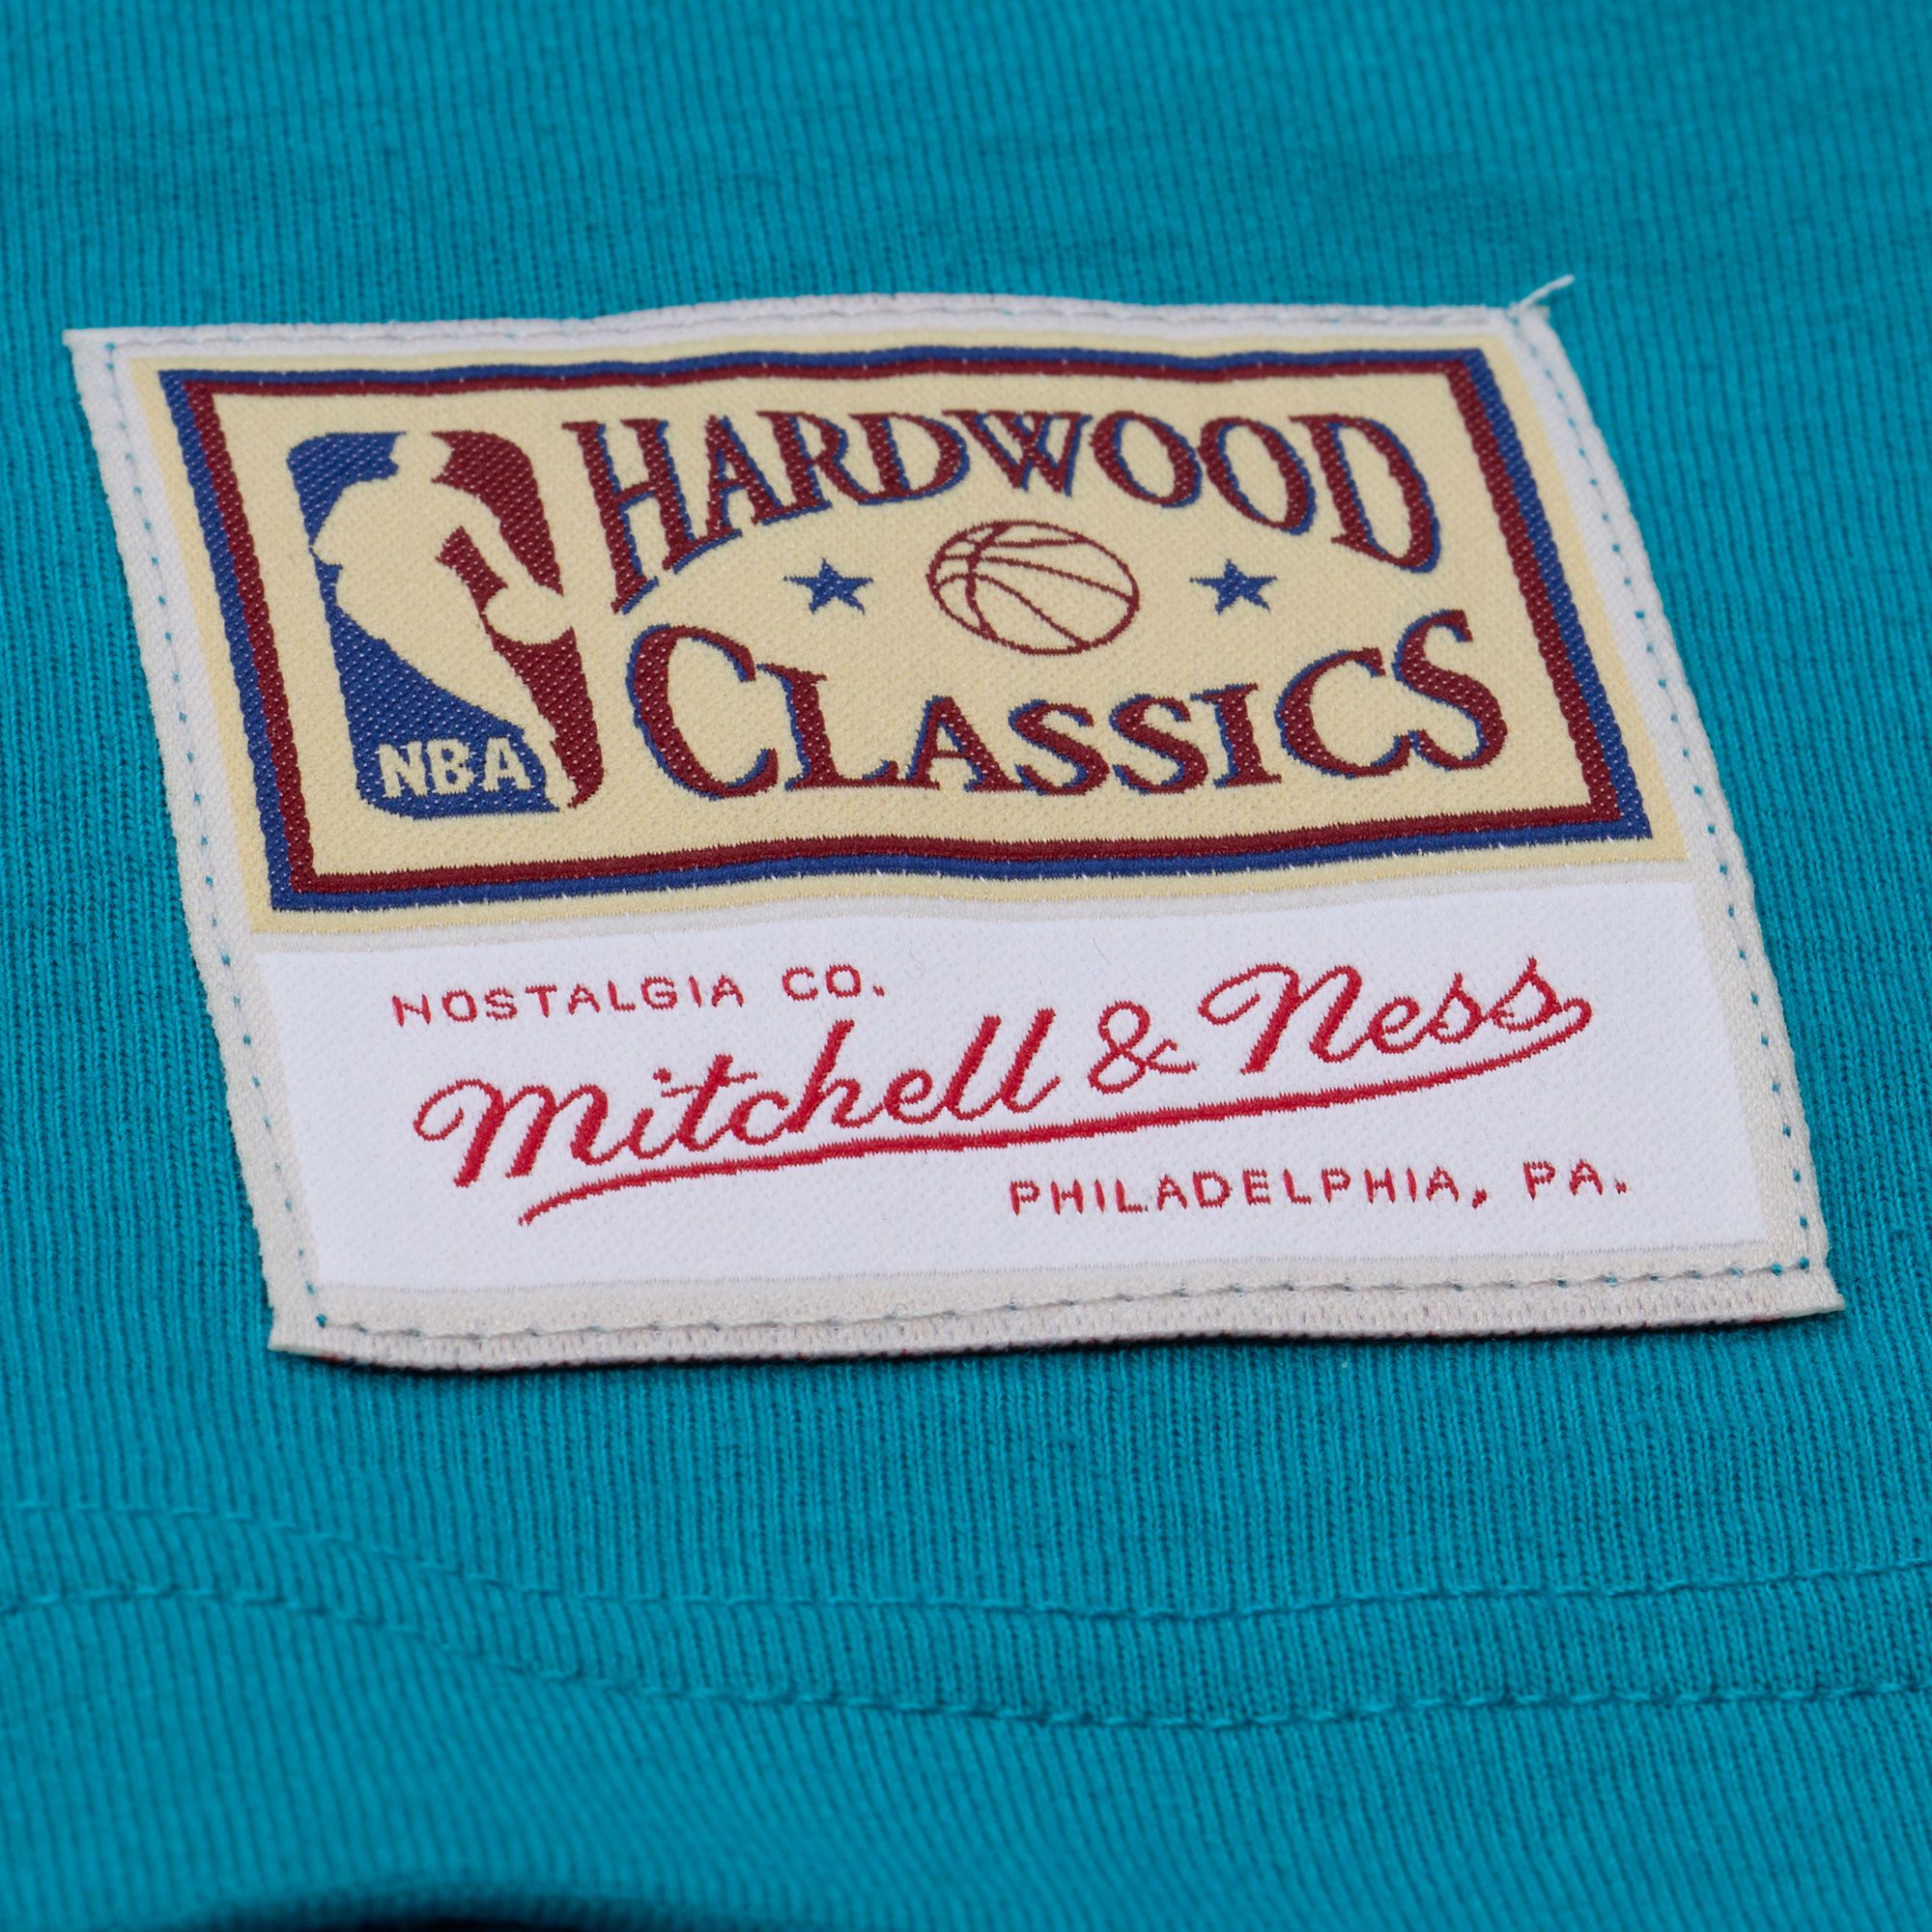 HARDWOOD
CLASSICS
NBA
NOSTALGIA CO.
Mitchell & Ness
PHILADELPHIA, PA.